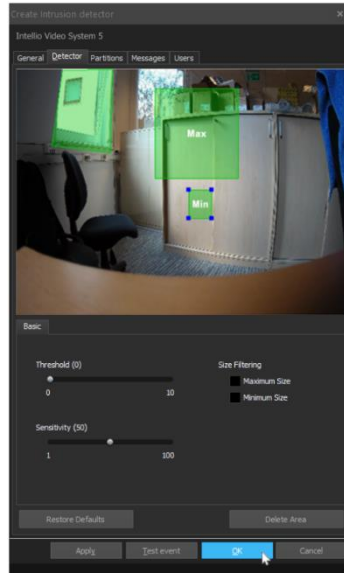 Create Intrusion detector
Intellio Video System 5
General Detector Partitions Messages Users
Max
Min
Basic
Threshold (0)
Size Filtering
Maximum Size
0 10
Minimum Size
Sensitivity (50)
1 100
Restore Defaults Delete Area
Apply Test event OK Cancel